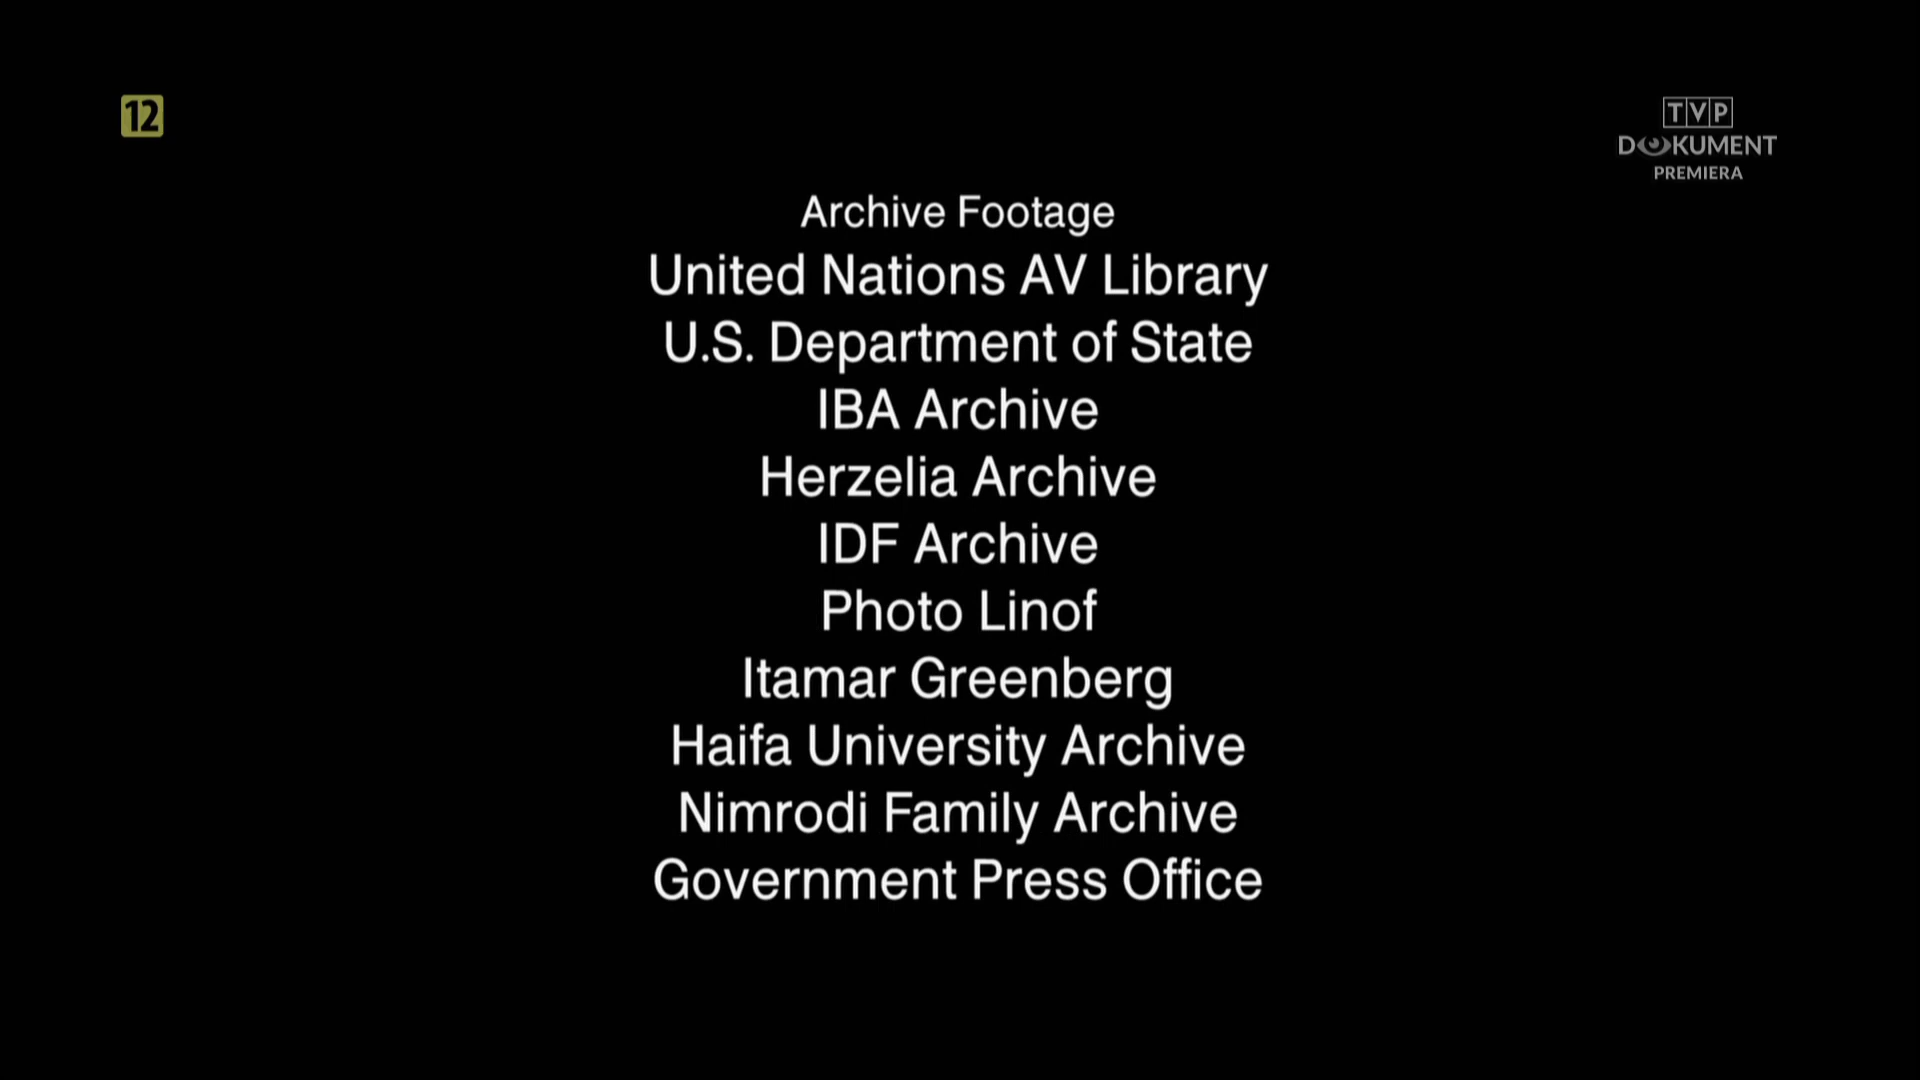 12
TVP
DOKUMENT
PREMIERA
Archive Footage
United Nations AV Library
U.S. Department of State
IBA Archive
Herzelia Archive
IDF Archive
Photo Linof
Itamar Greenberg
Haifa University Archive
Nimrodi Family Archive
Government Press Office